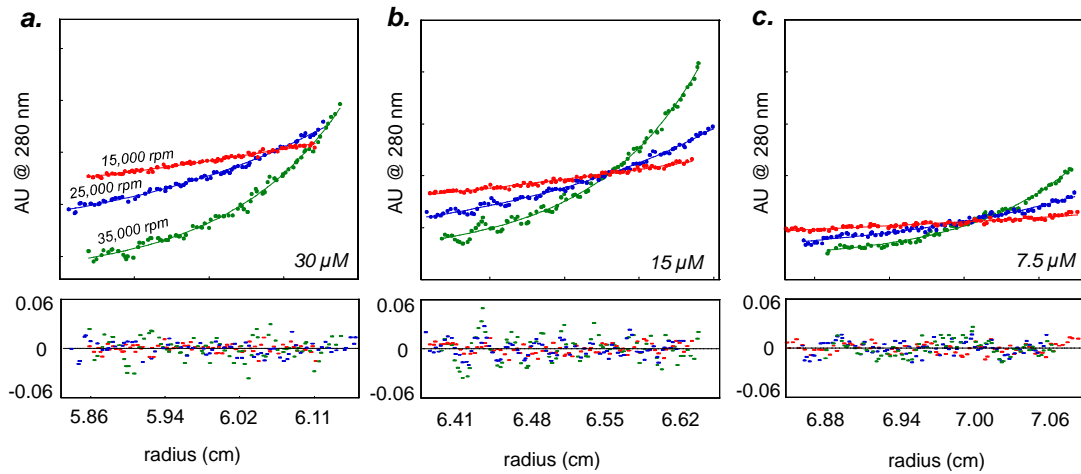 a.
AU @ 280 nm
15,000 rpm
25,000 rpm
35,000 rpm
30 µM
0.06
0
-0.06
5.86 5.94 6.02 6.11
radius (cm)
b.
AU @ 280 nm
15 µM
0.06
0
-0.06
6.41 6.48 6.55 6.62
radius (cm)
c.
AU @ 280 nm
7.5 µM
0.06
0
-0.06
6.88 6.94 7.00 7.06
radius (cm)